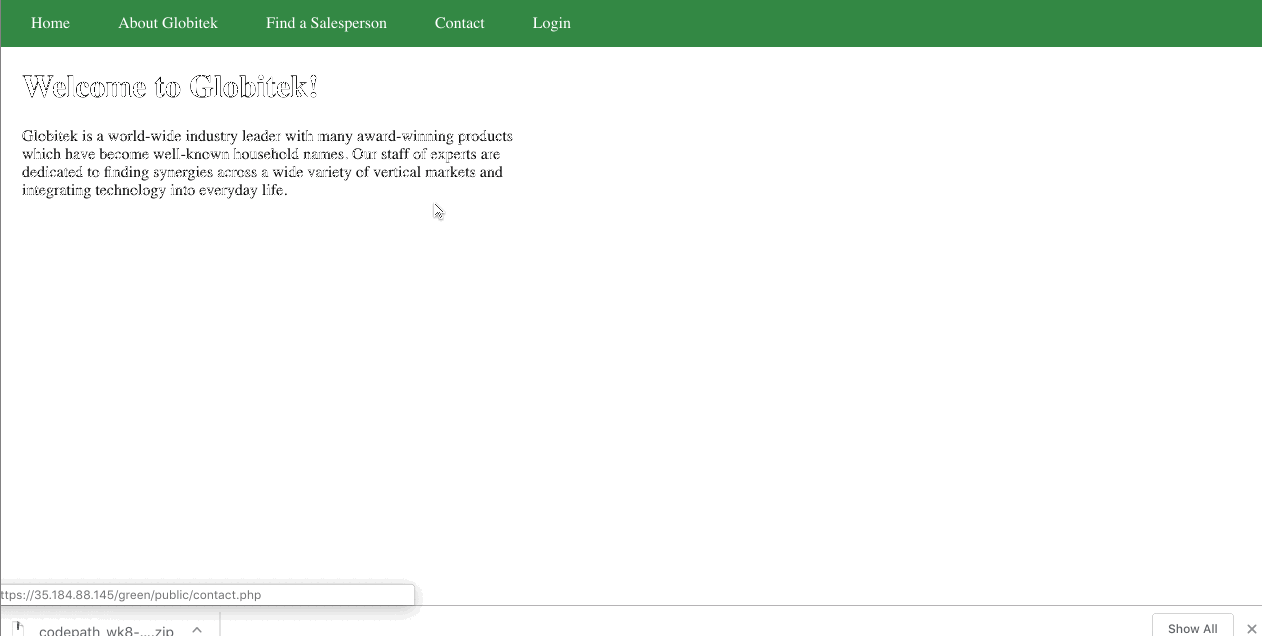 Home About Globitek Find a Salesperson Contact Login
Welcome to Globitek!
Globitek is a world-wide industry leader with many award-winning products
which have become well-known household names. Our staff of experts are
dedicated to finding synergies across a wide variety of vertical markets and
integrating technology into everyday life.
ttps://35.184.88.145/green/public/contact.php
codepath_wk8-....zip
Show All